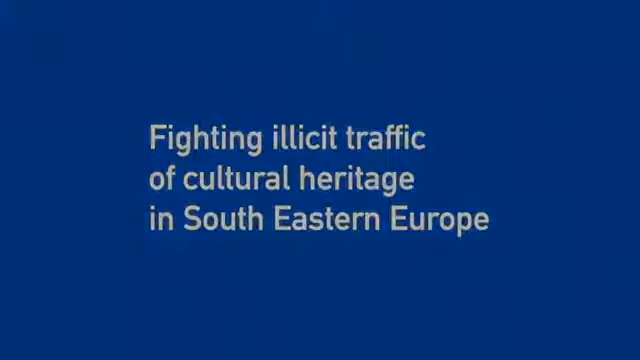 Fighting illicit traffic
of cultural heritage
in South Eastern Europe